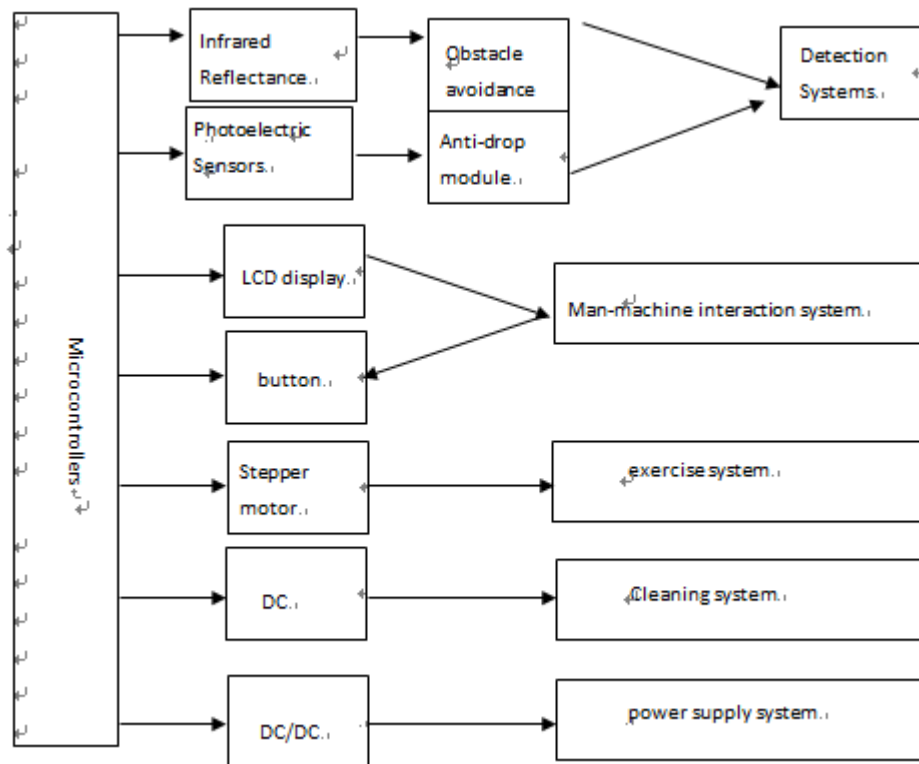 Microcontrollers
Infrared
Reflectance.
Obstacle
avoidance
Detection
Systems.
Photoelectric
Sensors.
Anti-drop
module.
LCD display.
Man-machine interaction system.
button.
Stepper
motor.
exercise system.
DC.
Cleaning system.
DC/DC.
power supply system.